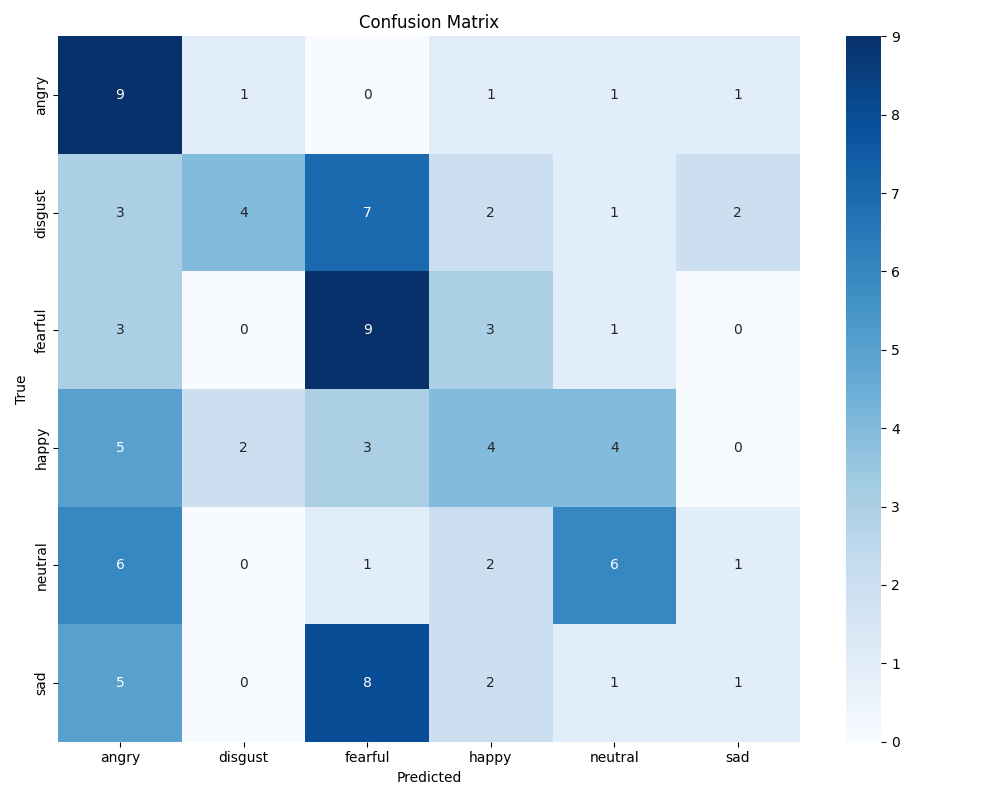 Confusion Matrix
angry 9 1 0 1 1 1
disgust 3 4 7 2 1 2
fearful 3 0 9 3 1 0
happy 5 2 3 4 4 0
neutral 6 0 1 2 6 1
sad 5 0 8 2 1 1
True
angry disgust fearful happy neutral sad
Predicted
9
8
7
6
5
4
3
2
1
0